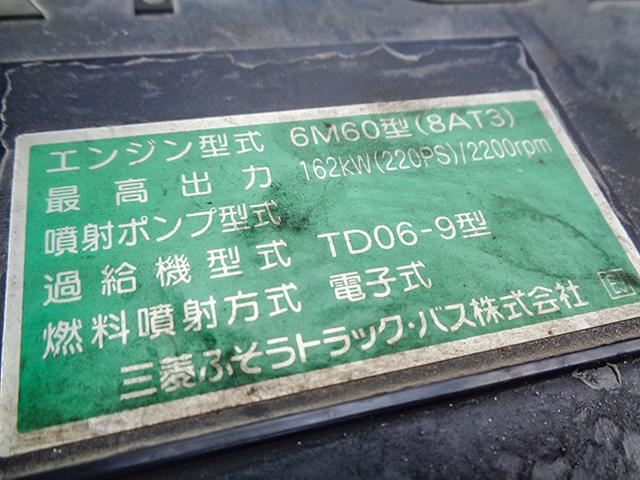 エンジン型式 6M60型(8AT3)
最高出力 162kW(220PS)/2200rpm
噴射ポンプ型式
過給機型式 TD06-9型
燃料噴射方式 電子式
三菱ふそうトラック・バス株式会社